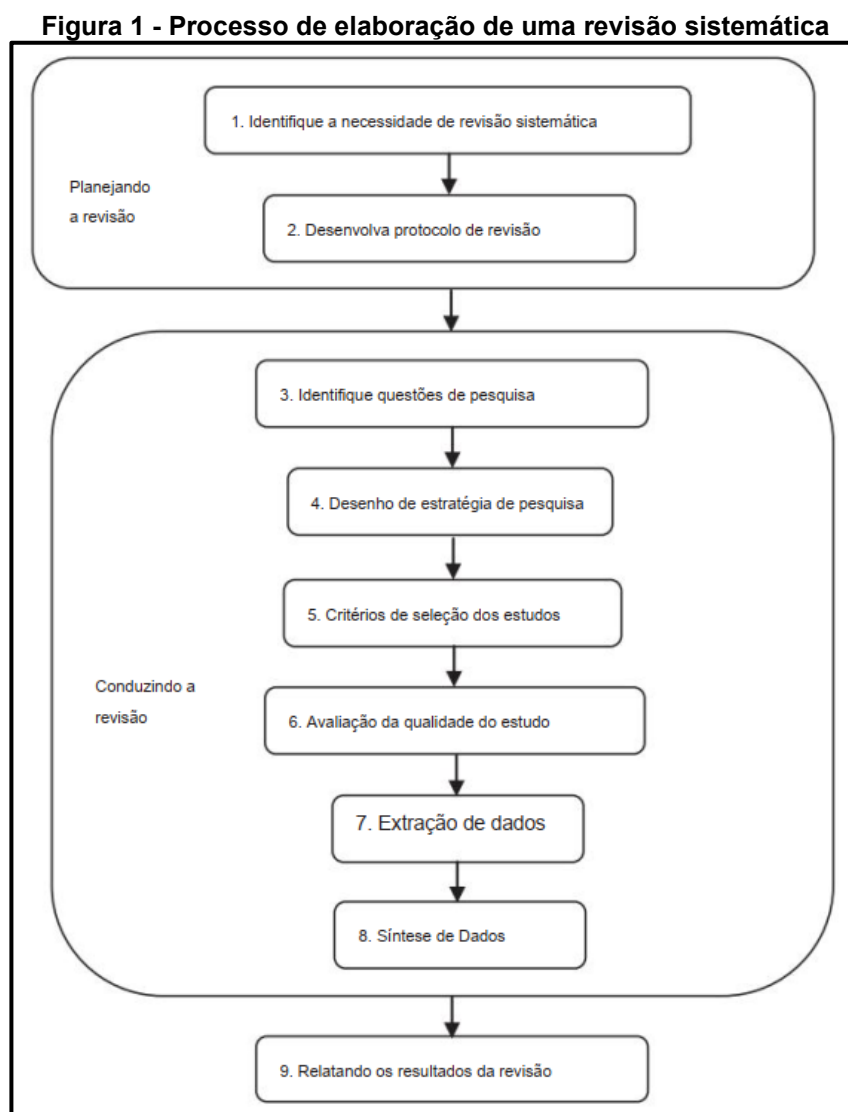 Figura 1 - Processo de elaboração de uma revisão sistemática
1. Identifique a necessidade de revisão sistemática
Planejando
a revisão
2. Desenvolva protocolo de revisão
3. Identifique questões de pesquisa
4. Desenho de estratégia de pesquisa
5. Critérios de seleção dos estudos
Conduzindo a
revisão
6. Avaliação da qualidade do estudo
7. Extração de dados
8. Síntese de Dados
9. Relatando os resultados da revisão